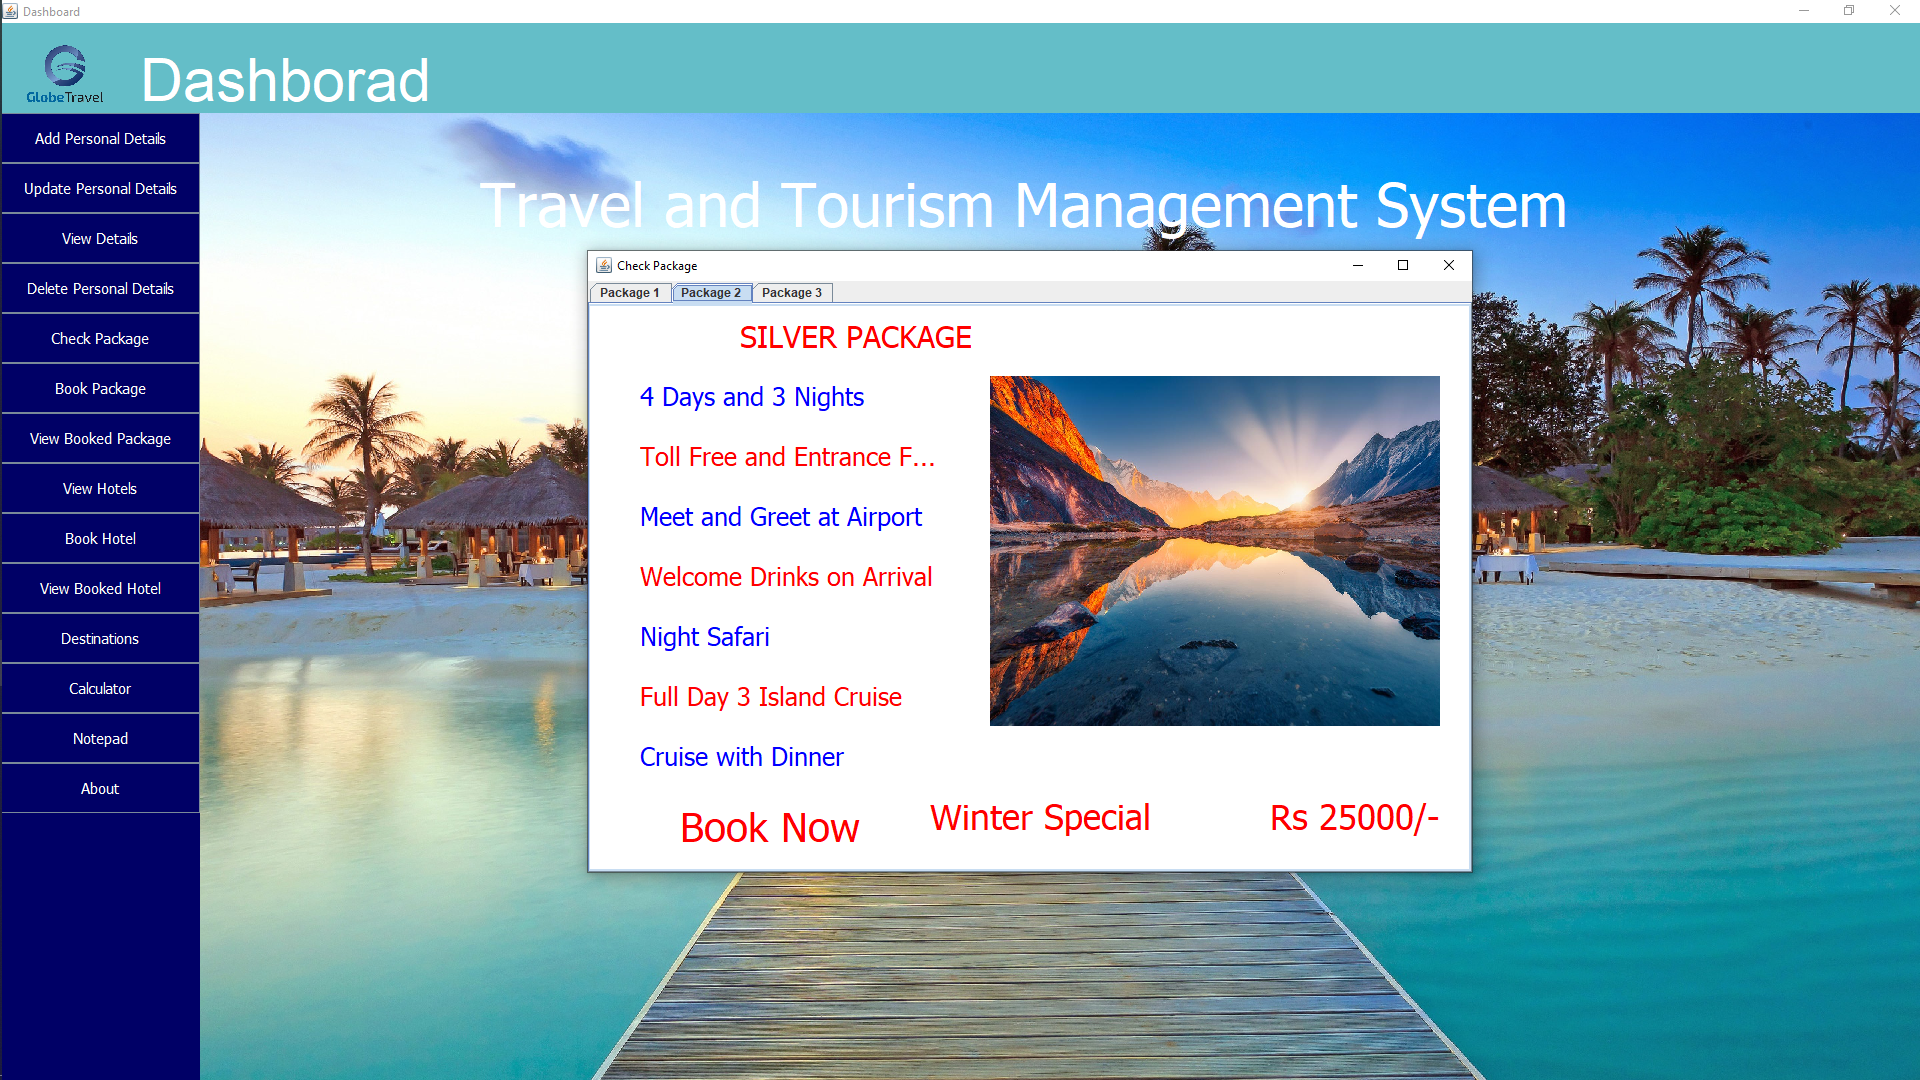 Dashboard
GlobeTravel
Dashborad
Add Personal Details
Update Personal Details
View Details
Delete Personal Details
Check Package
Book Package
View Booked Package
View Hotels
Book Hotel
View Booked Hotel
Destinations
Calculator
Notepad
About
Travel and Tourism Management System
Check Package
Package 1 Package 2 Package 3
SILVER PACKAGE
4 Days and 3 Nights
Toll Free and Entrance F...
Meet and Greet at Airport
Welcome Drinks on Arrival
Night Safari
Full Day 3 Island Cruise
Cruise with Dinner
Book Now Winter Special Rs 25000/-